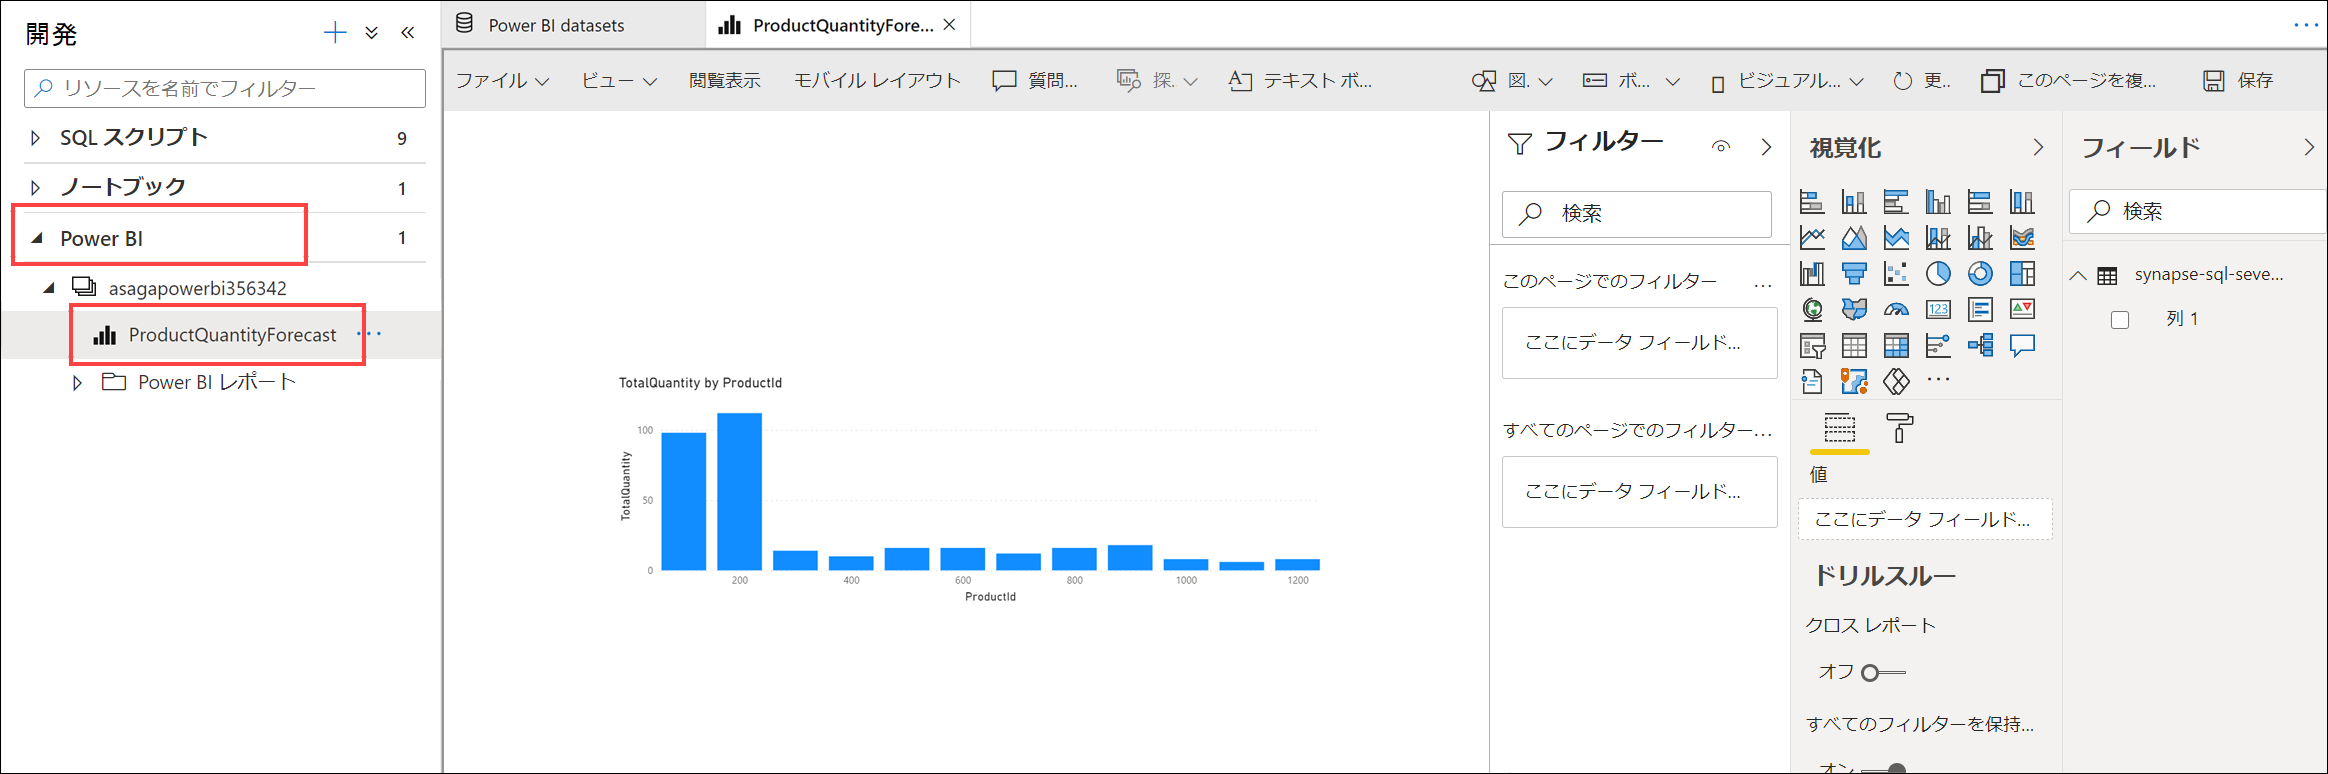 開発
リソースを名前でフィルター
SQL スクリプト 9
ノートブック 1
Power BI 1
asagapowerbi356342
ProductQuantityForecast ...
Power BI レポート
Power BI datasets
ProductQuantityFore...
ファイル ビュー 閲覧表示 モバイル レイアウト 質問... 探. テキスト ボ... 図. ボ... ビジュアル... 更.. このページを複... 保存
TotalQuantity by ProductId
TotalQuantity
100
50
0
200 400 600 800 1000 1200
ProductId
フィルター
検索
このページでのフィルター ...
ここにデータ フィールド...
すべてのページでのフィルター...
ここにデータ フィールド...
視覚化
123
値
ここにデータ フィールド...
ドリルスルー
クロス レポート
オフ
すべてのフィルターを保持...
オン
フィールド
検索
synapse-sql-seve...
列 1